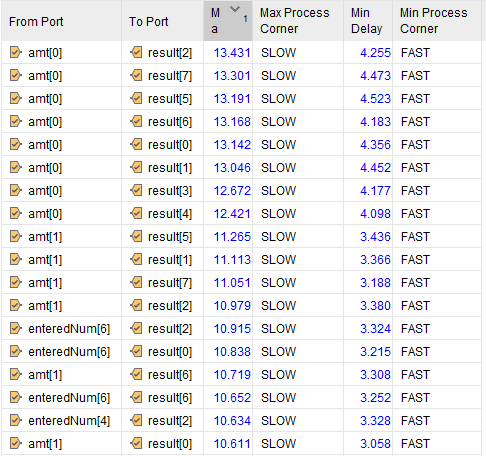 From Port To Port M a 1 Max Process Corner Min Delay Min Process Corner
amt[0] result[2] 13.431 SLOW 4.255 FAST
amt[0] result[7] 13.301 SLOW 4.473 FAST
amt[0] result[5] 13.191 SLOW 4.523 FAST
amt[0] result[6] 13.168 SLOW 4.183 FAST
amt[0] result[0] 13.142 SLOW 4.356 FAST
amt[0] result[1] 13.046 SLOW 4.452 FAST
amt[0] result[3] 12.672 SLOW 4.177 FAST
amt[0] result[4] 12.421 SLOW 4.098 FAST
amt[1] result[5] 11.265 SLOW 3.436 FAST
amt[1] result[1] 11.113 SLOW 3.366 FAST
amt[1] result[7] 11.051 SLOW 3.188 FAST
amt[1] result[2] 10.979 SLOW 3.380 FAST
enteredNum[6] result[2] 10.915 SLOW 3.324 FAST
enteredNum[6] result[0] 10.838 SLOW 3.215 FAST
amt[1] result[6] 10.719 SLOW 3.308 FAST
enteredNum[6] result[6] 10.652 SLOW 3.252 FAST
enteredNum[4] result[2] 10.634 SLOW 3.328 FAST
amt[1] result[0] 10.611 SLOW 3.058 FAST